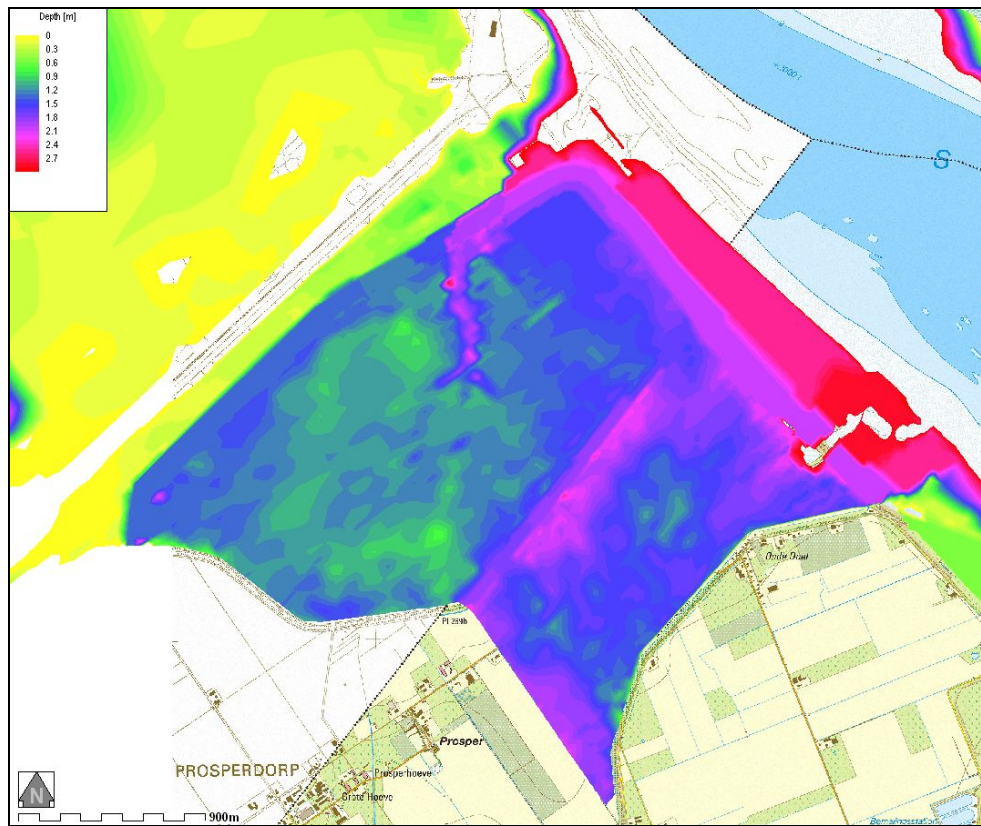 Depth [m]
0
0.3
0.6
0.9
1.2
1.5
1.8
2.1
2.4
2.7
S
Oude Doel
Prosper
PROSPERDORP
Prosperhoeve
Grote Hoeve
N
900m